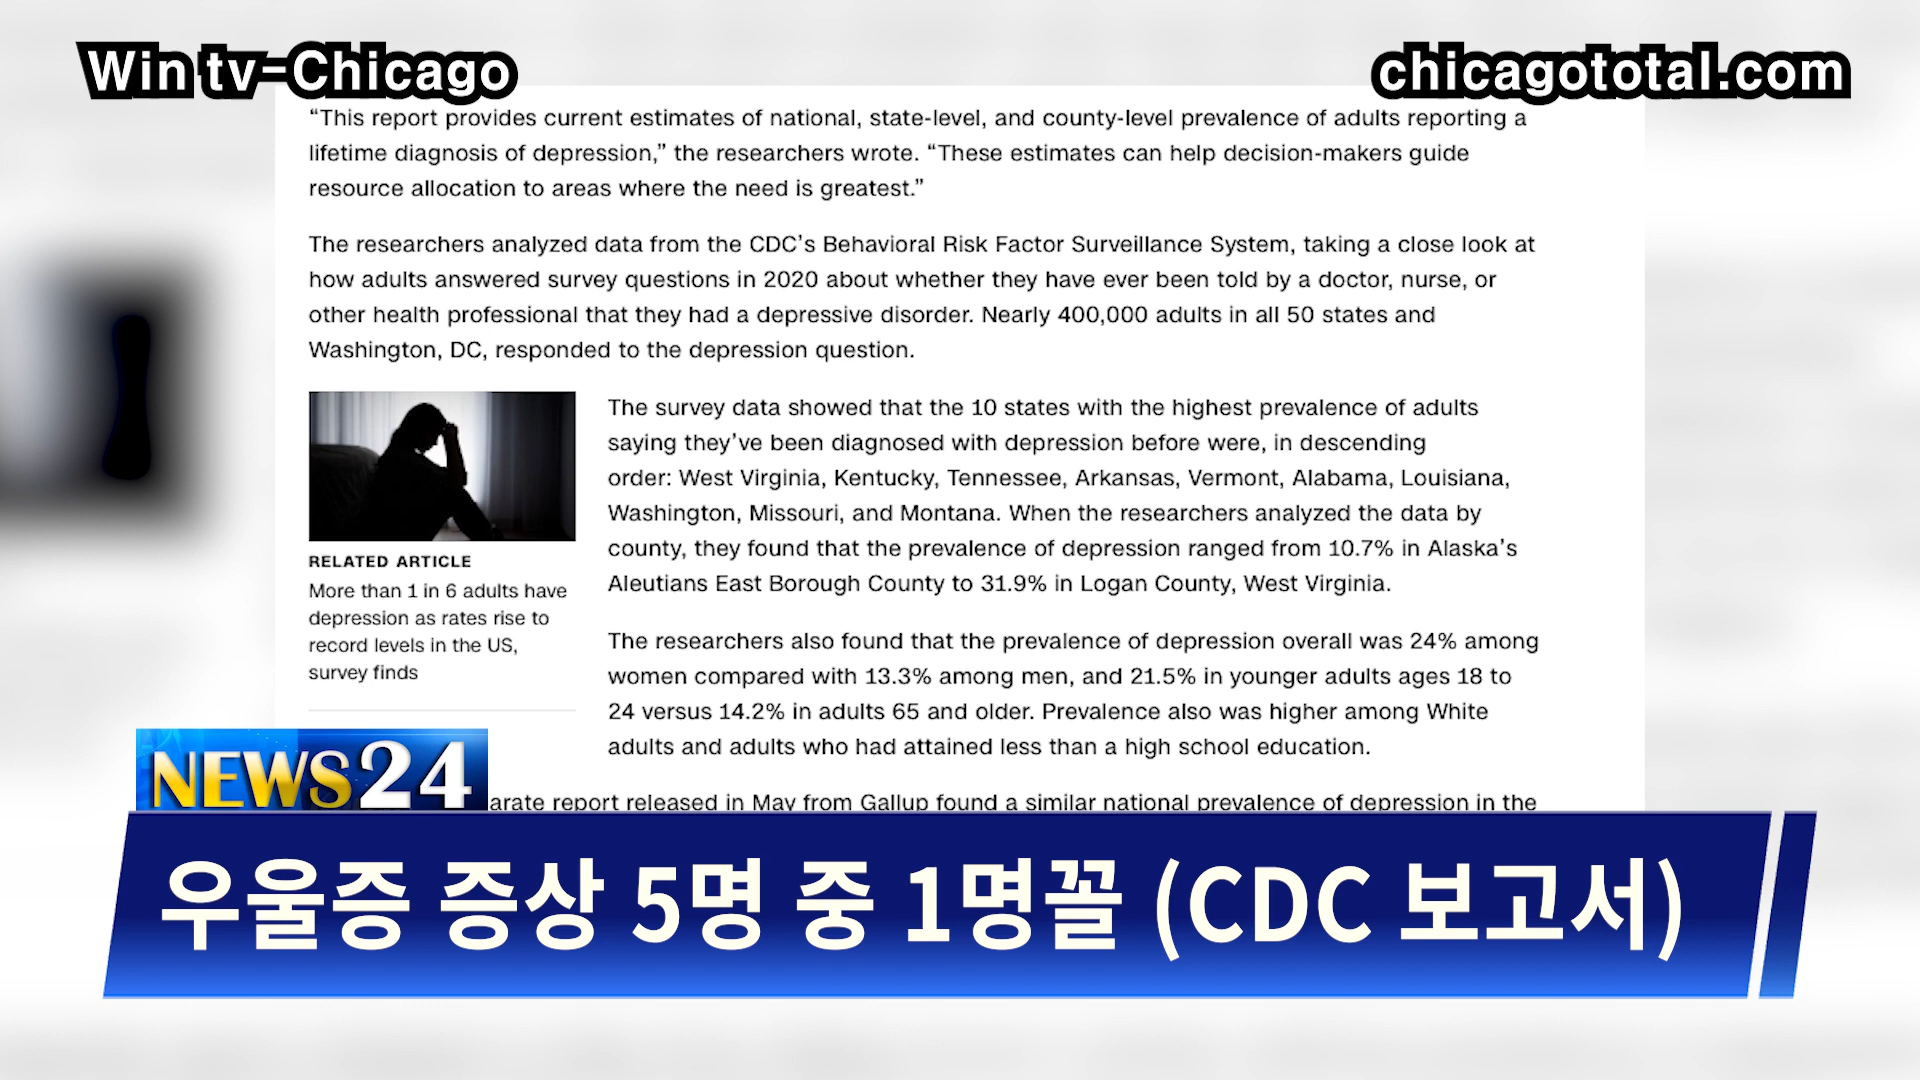 Win tv-Chicago
chicagototal.com
“This report provides current estimates of national, state-level, and county-level prevalence of adults reporting a
lifetime diagnosis of depression,” the researchers wrote. “These estimates can help decision-makers guide
resource allocation to areas where the need is greatest.”
The researchers analyzed data from the CDC’s Behavioral Risk Factor Surveillance System, taking a close look at
how adults answered survey questions in 2020 about whether they have ever been told by a doctor, nurse, or
other health professional that they had a depressive disorder. Nearly 400,000 adults in all 50 states and
Washington, DC, responded to the depression question.
RELATED ARTICLE
More than 1 in 6 adults have
depression as rates rise to
record levels in the US,
survey finds
The survey data showed that the 10 states with the highest prevalence of adults
saying they’ve been diagnosed with depression before were, in descending
order: West Virginia, Kentucky, Tennessee, Arkansas, Vermont, Alabama, Louisiana,
Washington, Missouri, and Montana. When the researchers analyzed the data by
county, they found that the prevalence of depression ranged from 10.7% in Alaska’s
Aleutians East Borough County to 31.9% in Logan County, West Virginia.
The researchers also found that the prevalence of depression overall was 24% among
women compared with 13.3% among men, and 21.5% in younger adults ages 18 to
24 versus 14.2% in adults 65 and older. Prevalence also was higher among White
adults and adults who had attained less than a high school education.
arate report released in May from Gallup found a similar national prevalence of depression in the
NEWS24
우울증 증상 5명 중 1명꼴 (CDC 보고서)